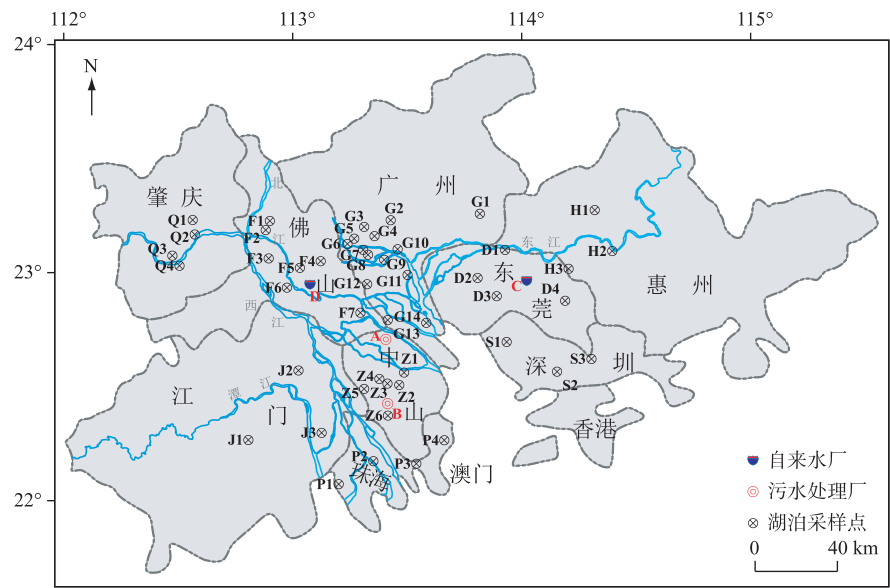 112°
113°
114°
115°
24°
23°
22°
N
肇庆
佛
山
广州
惠州
东
莞
深圳
香港
澳门
珠海
中
山
江
门
北
江
西
江
东江
潭江
Q1
Q2
Q3
Q4
F1
F2
F3
F4
F5
F6
F7
G1
G2
G3
G4
G5
G6
G7
G8
G9
G10
G11
G12
G13
G14
H1
H2
H3
D1
D2
D3
D4
S1
S2
S3
Z1
Z2
Z3
Z4
Z5
Z6
J1
J2
J3
P1
P2
P3
P4
A
B
C
D
自来水厂
污水处理厂
湖泊采样点
0 40 km